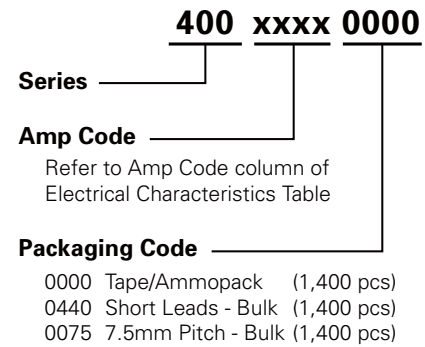 400 xxxx 0000
Series
Amp Code
Refer to Amp Code column of
Electrical Characteristics Table
Packaging Code
0000 Tape/Ammopack (1,400 pcs)
0440 Short Leads - Bulk (1,400 pcs)
0075 7.5mm Pitch - Bulk (1,400 pcs)